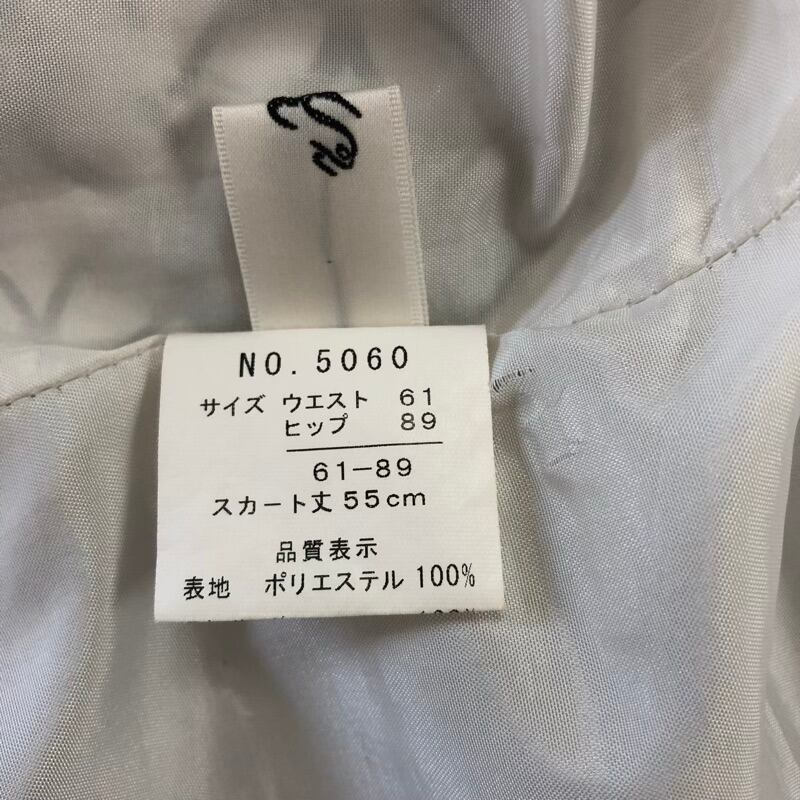 NO. 5060
サイズ ウエスト 61
ヒップ 89
61-89
スカート丈 55cm
品質表示
表地 ポリエステル 100%